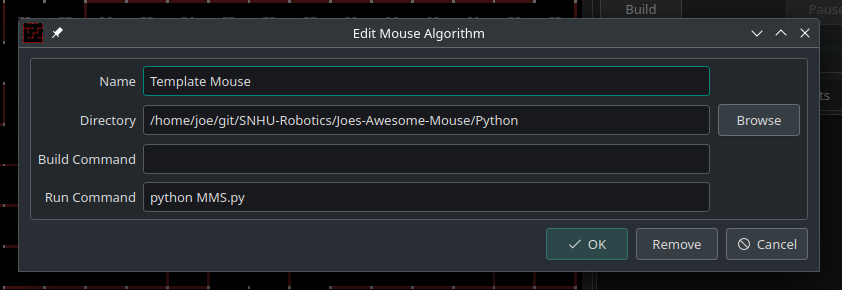 Build
Pause
Edit Mouse Algorithm
Name
Template Mouse
Directory
/home/joe/git/SNHU-Robotics/Joes-Awesome-Mouse/Python
Browse
ts
Build Command
Run Command
python MMS.py
OK
Remove
Cancel